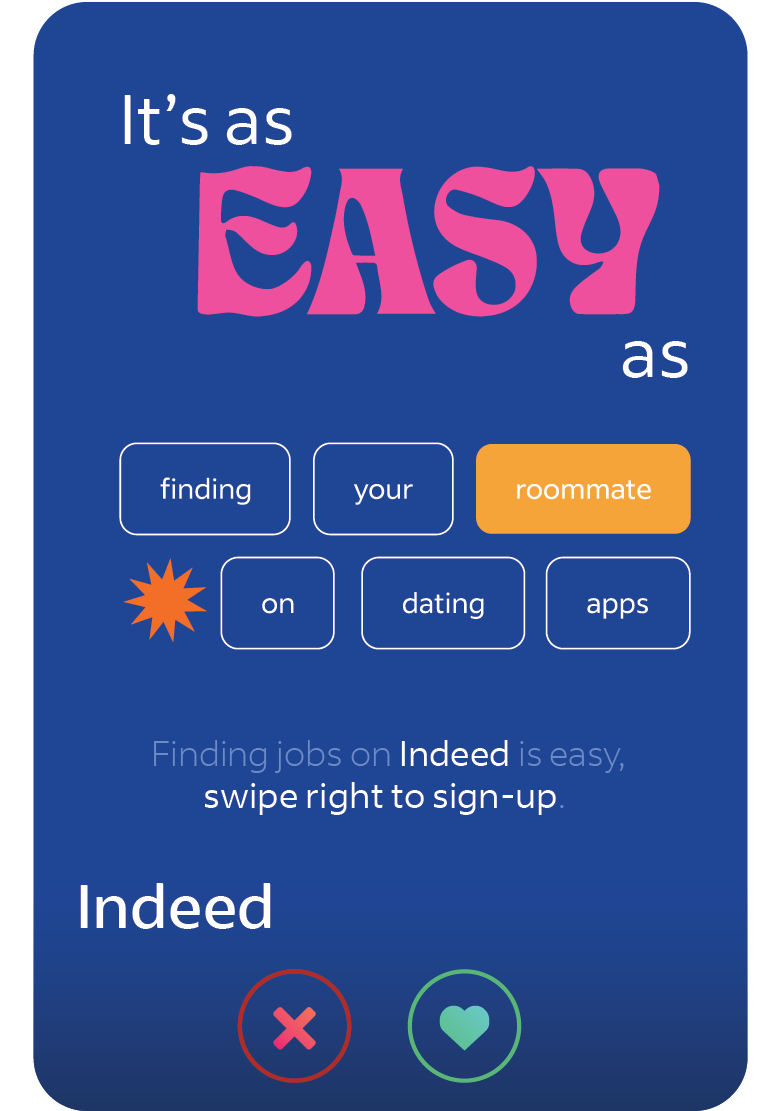 It's as
EASY
as
finding your roommate
on dating apps
Finding jobs on Indeed is easy,
swipe right to sign-up.
Indeed